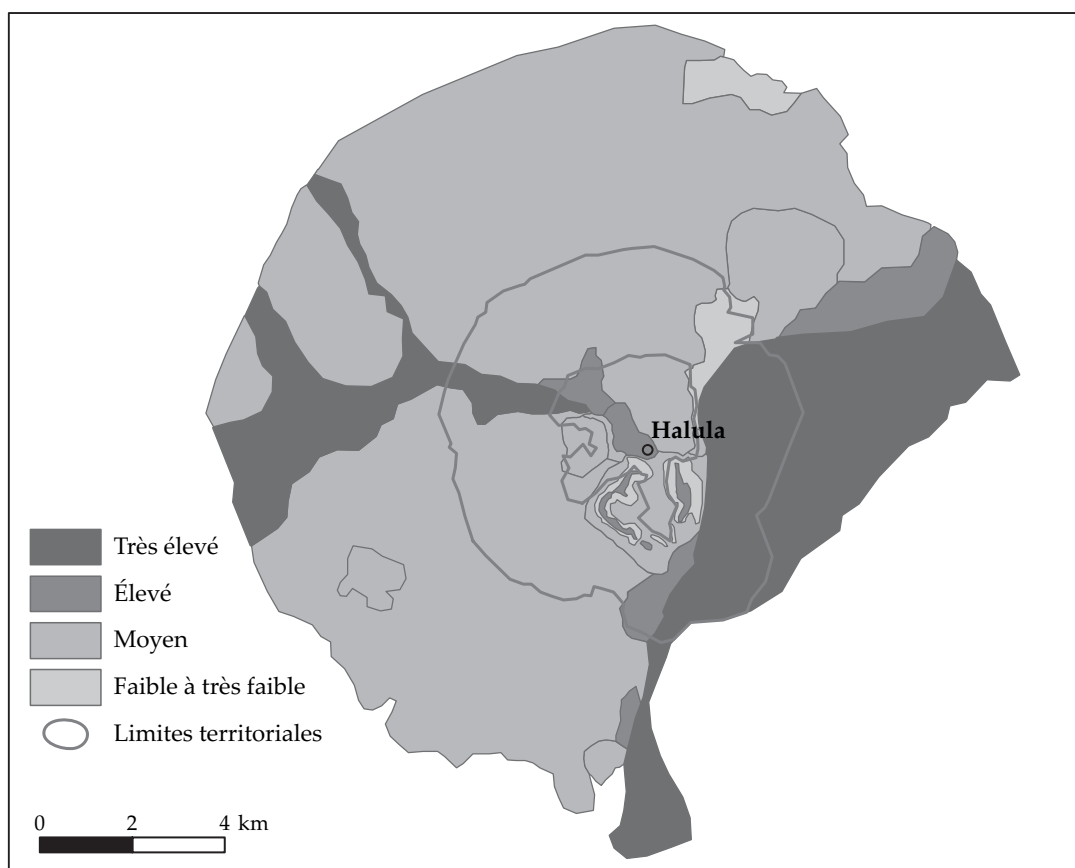 Halula
Très élevé
Élevé
Moyen
Faible à très faible
Limites territoriales
0 2 4 km